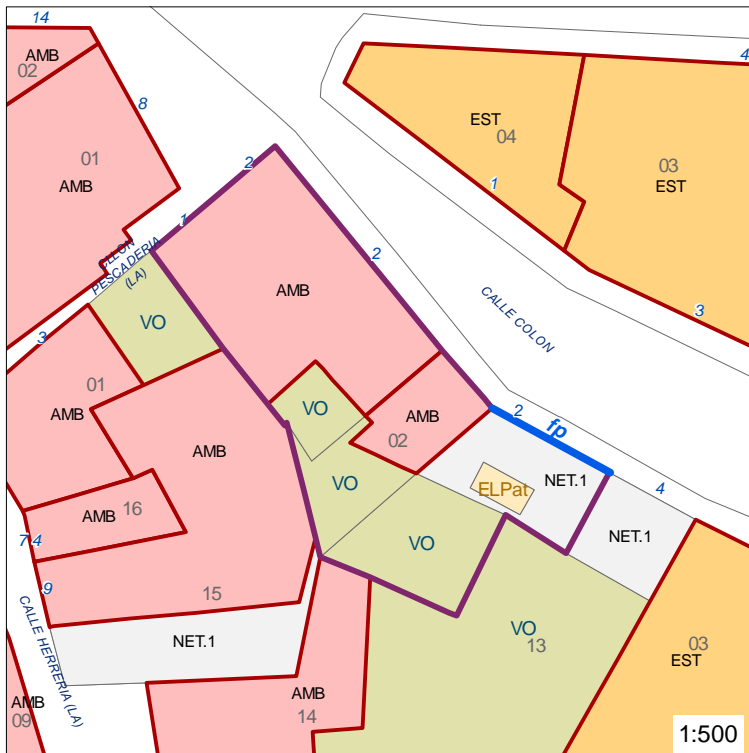 14
4
AMB
02
8
EST
04
01
03
AMB
EST
2
1
1
CLLON
PESCADERIA
(LA)
2
AMB
CALLE COLON
VO
3
3
01
VO
AMB
AMB
2
fp
02
AMB
VO
ELPat
NET.1
4
AMB
16
NET.1
7
4
VO
9
15
CALLE HERRERIA (LA)
NET.1
VO
13
03
EST
AMB
09
AMB
14
1:500